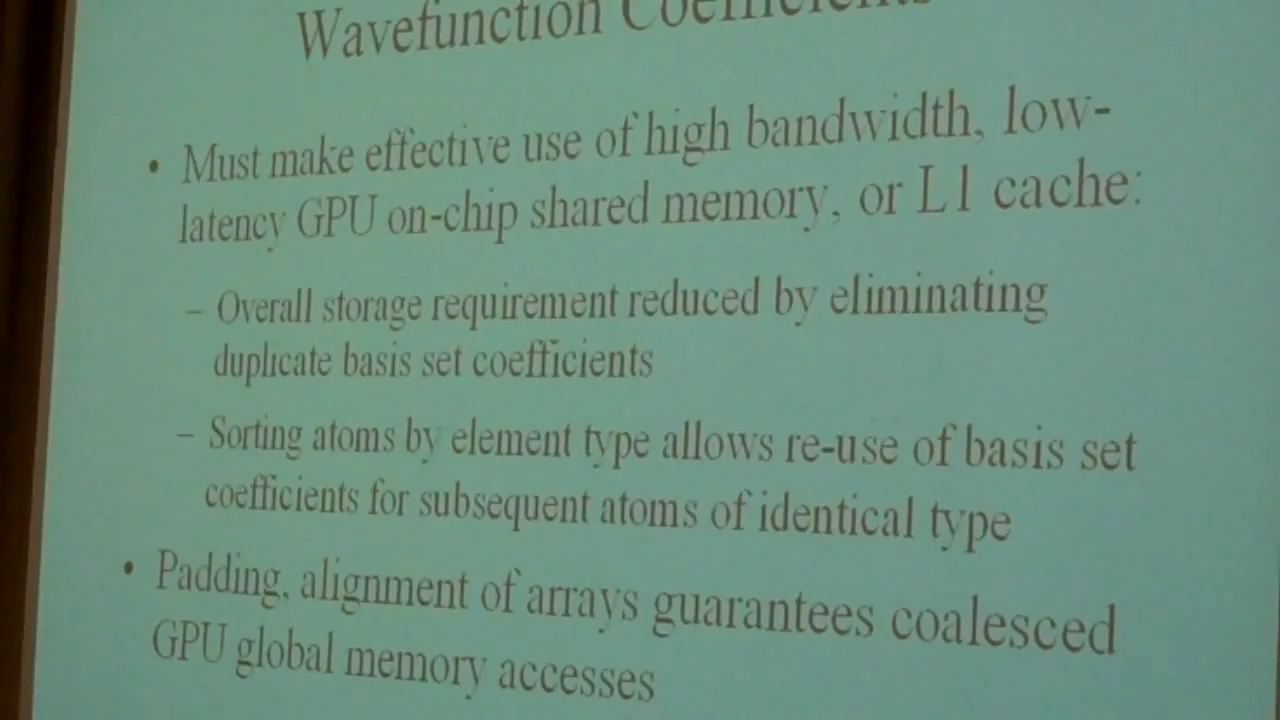 Wavefunction Coefficients
• Must make effective use of high bandwidth, low-
latency GPU on-chip shared memory, or L1 cache:
– Overall storage requirement reduced by eliminating
duplicate basis set coefficients
– Sorting atoms by element type allows re-use of basis set
coefficients for subsequent atoms of identical type
• Padding, alignment of arrays guarantees coalesced
GPU global memory accesses